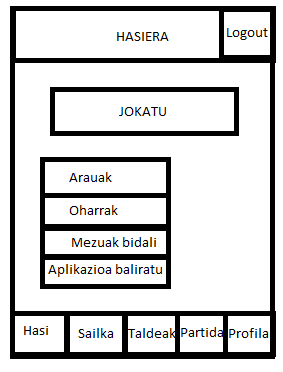 HASIERA
Logout
JOKATU
Arauak
Oharrak
Mezuak bidali
Aplikazioa baliratu
Hasi
Sailka
Taldeak
Partida
Profila